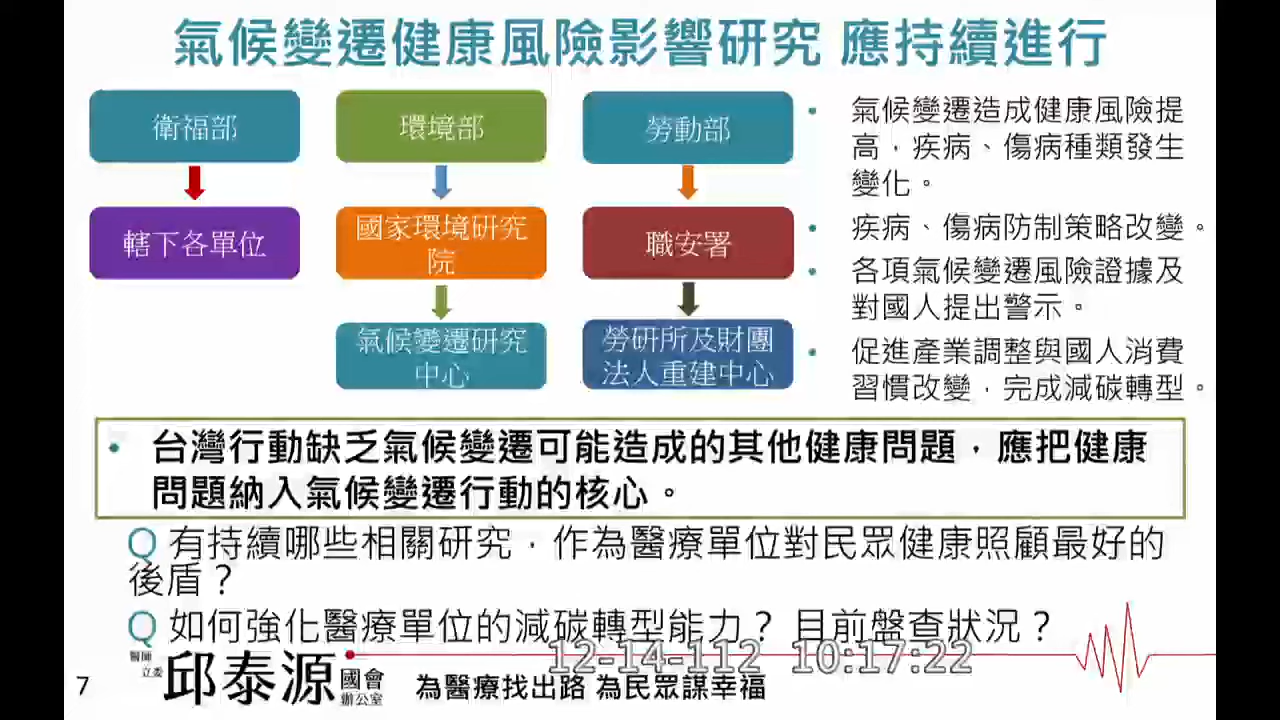 氣候變遷健康風險影響研究 應持續進行
衛福部
環境部
勞動部
轄下各單位
國家環境研究
院
職安署
氣候變遷研究
中心
勞研所及財團
法人重建中心
• 氣候變遷造成健康風險提
高，疾病、傷病種類發生
變化。
• 疾病、傷病防制策略改變。
• 各項氣候變遷風險證據及
對國人提出警示。
• 促進產業調整與國人消費
習慣改變，完成減碳轉型。
• 台灣行動缺乏氣候變遷可能造成的其他健康問題，應把健康
問題納入氣候變遷行動的核心。
Q 有持續哪些相關研究，作為醫療單位對民眾健康照顧最好的
後盾？
Q 如何強化醫療單位的減碳轉型能力？ 目前盤查狀況？
12-14-112 10:17:22
7
醫師
立委
邱泰源
國會
辦公室
為醫療找出路 為民眾謀幸福